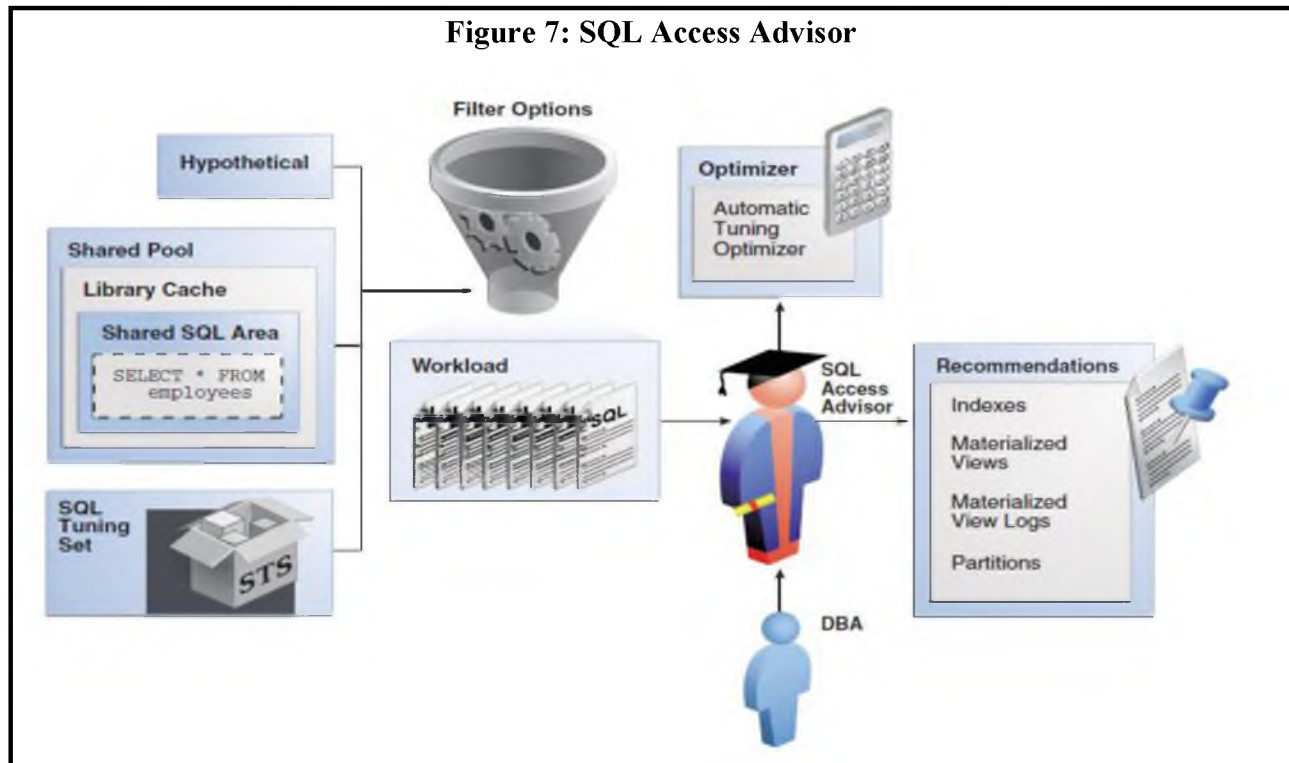 Figure 7: SQL Access Advisor
Filter Options
Hypothetical
Optimizer
Automatic
Tuning
Optimizer
Shared Pool
Library Cache
Shared SQL Area
SELECT * FROM
employees
Workload
SQL
SQL
Access
Advisor
Recommendations
Indexes
Materialized
Views
Materialized
View Logs
Partitions
SQL
Tuning
Set
STS
DBA